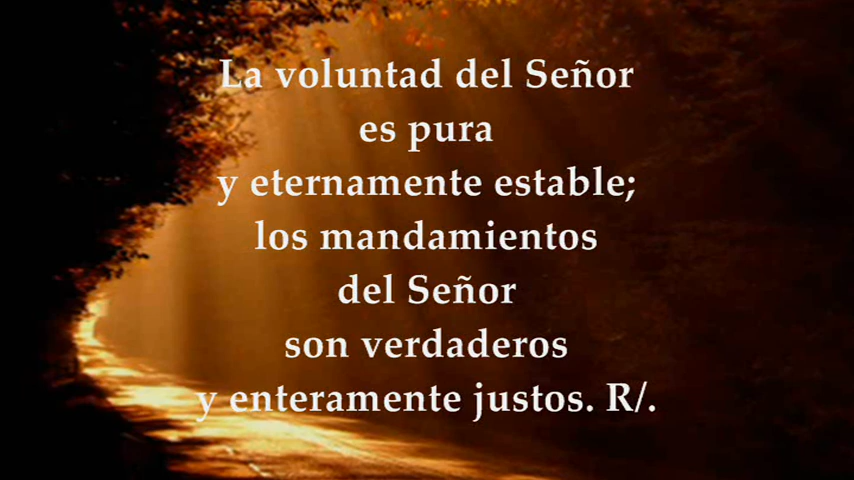 La voluntad del Señor
es pura
y eternamente estable;
los mandamientos
del Señor
son verdaderos
y enteramente justos. R/.